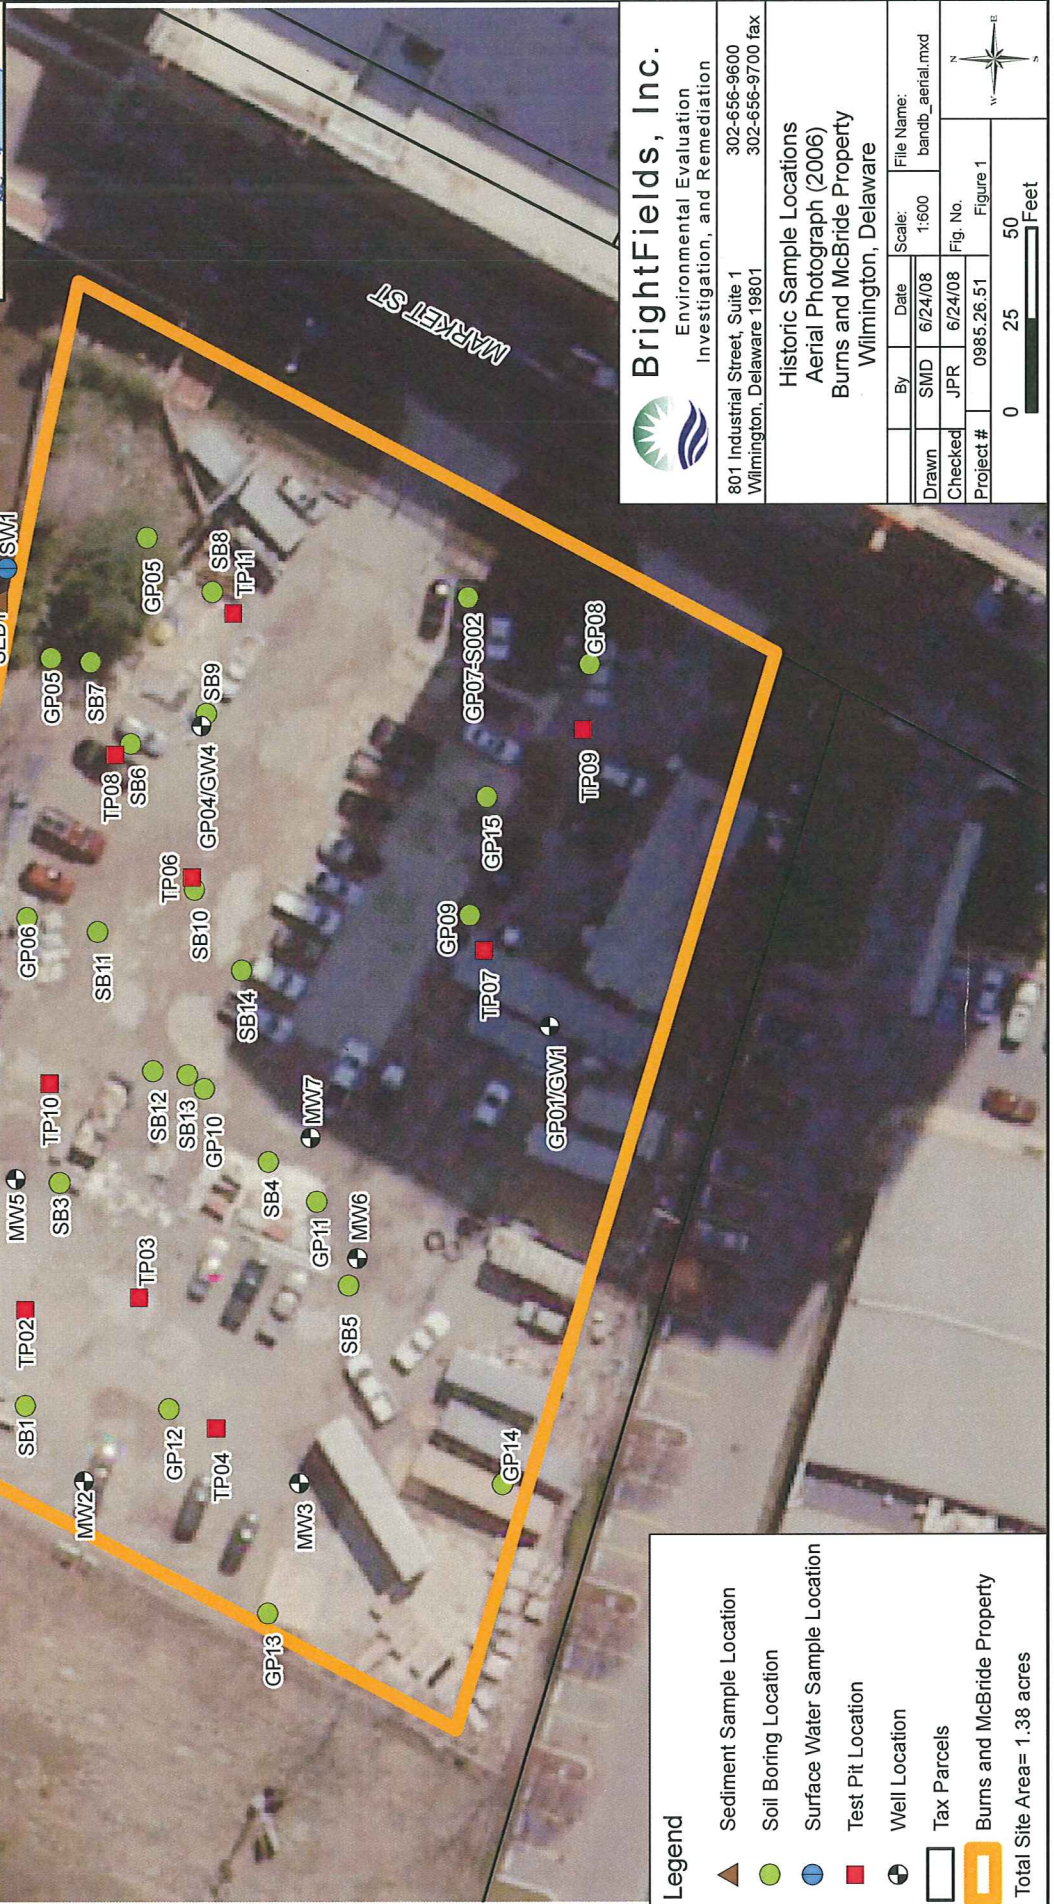 SED1
SW1
MW5
TP10
GP06
GP05
SB1
TP02
SB3
SB11
SB7
GP05
MW2
TP03
SB12
TP06
TP08
SB6
GP12
SB13
SB10
GP04/GW4
SB9
SB8
TP04
GP10
SB14
TP11
MARKET ST
GP13
MW3
SB4
MW7
GP11
SB5
MW6
GP09
GP15
GP07-S002
GP14
TP07
GP01/GW1
TP09
GP08
Legend
Sediment Sample Location
Soil Boring Location
Surface Water Sample Location
Test Pit Location
Well Location
Tax Parcels
Burns and McBride Property
Total Site Area= 1.38 acres
BrightFields, Inc.
Environmental Evaluation
Investigation, and Remediation
801 Industrial Street, Suite 1 302-656-9600
Wilmington, Delaware 19801 302-656-9700 fax
Historic Sample Locations
Aerial Photograph (2006)
Burns and McBride Property
Wilmington, Delaware
By Date Scale: File Name:
Drawn SMD 6/24/08 1:600 bandb_aerial.mxd
Checked JPR 6/24/08 Fig. No.
Project # 0985.26.51 Figure 1
0 25 50
Feet
N
W E
S